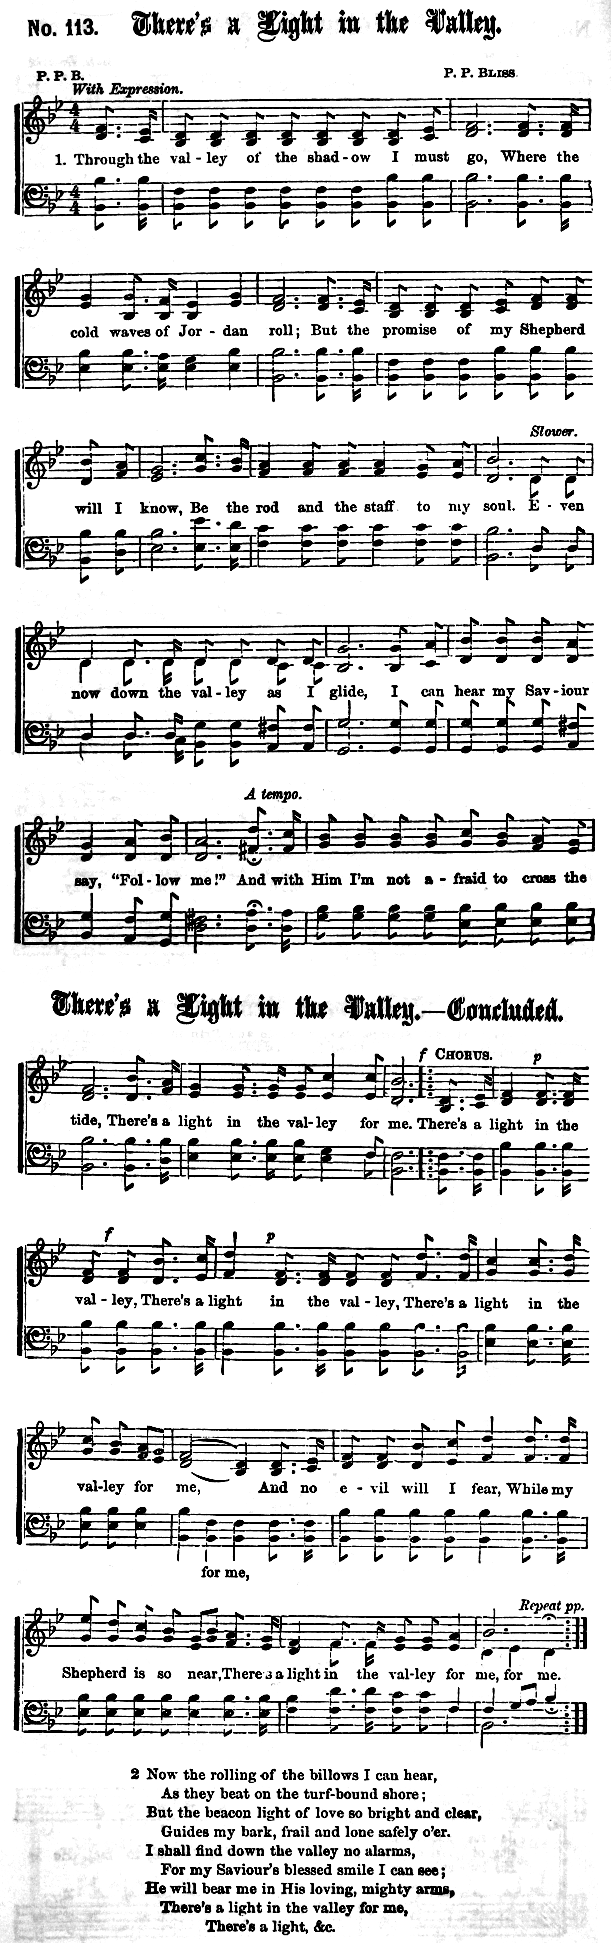 No. 113. There's a Light in the Valley.
P. P. B. P. P. BLISS.
With Expression.
1. Through the val - ley of the shad - ow I must go, Where the
cold waves of Jor - dan roll; But the promise of my Shepherd
Slower.
will I know, Be the rod and the staff to my soul. E - ven
now down the val - ley as I glide, I can hear my Sav - iour
A tempo.
say, "Fol - low me!" And with Him I'm not a - fraid to cross the
There's a Light in the Valley.—Concluded.
f CHORUS. p
tide, There's a light in the val - ley for me. There's a light in the
f p
val - ley, There's a light in the val - ley, There's a light in the
val - ley for me, And no e - vil will I fear, While my
for me,
Repeat pp.
Shepherd is so near, There's a light in the val - ley for me, for me.
2 Now the rolling of the billows I can hear,
As they beat on the turf-bound shore;
But the beacon light of love so bright and clear,
Guides my bark, frail and lone safely o'er.
I shall find down the valley no alarms,
For my Saviour's blessed smile I can see;
He will bear me in His loving, mighty arms,
There's a light in the valley for me,
There's a light, &c.